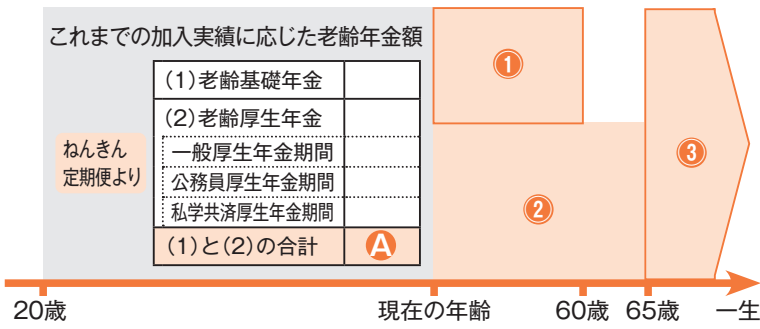 これまでの加入実績に応じた老齢年金額
(1)老齢基礎年金
(2)老齢厚生年金
一般厚生年金期間
公務員厚生年金期間
私学共済厚生年金期間
(1)と(2)の合計
A
ねんきん
定期便より
1
2
3
20歳
現在の年齢
60歳
65歳
一生